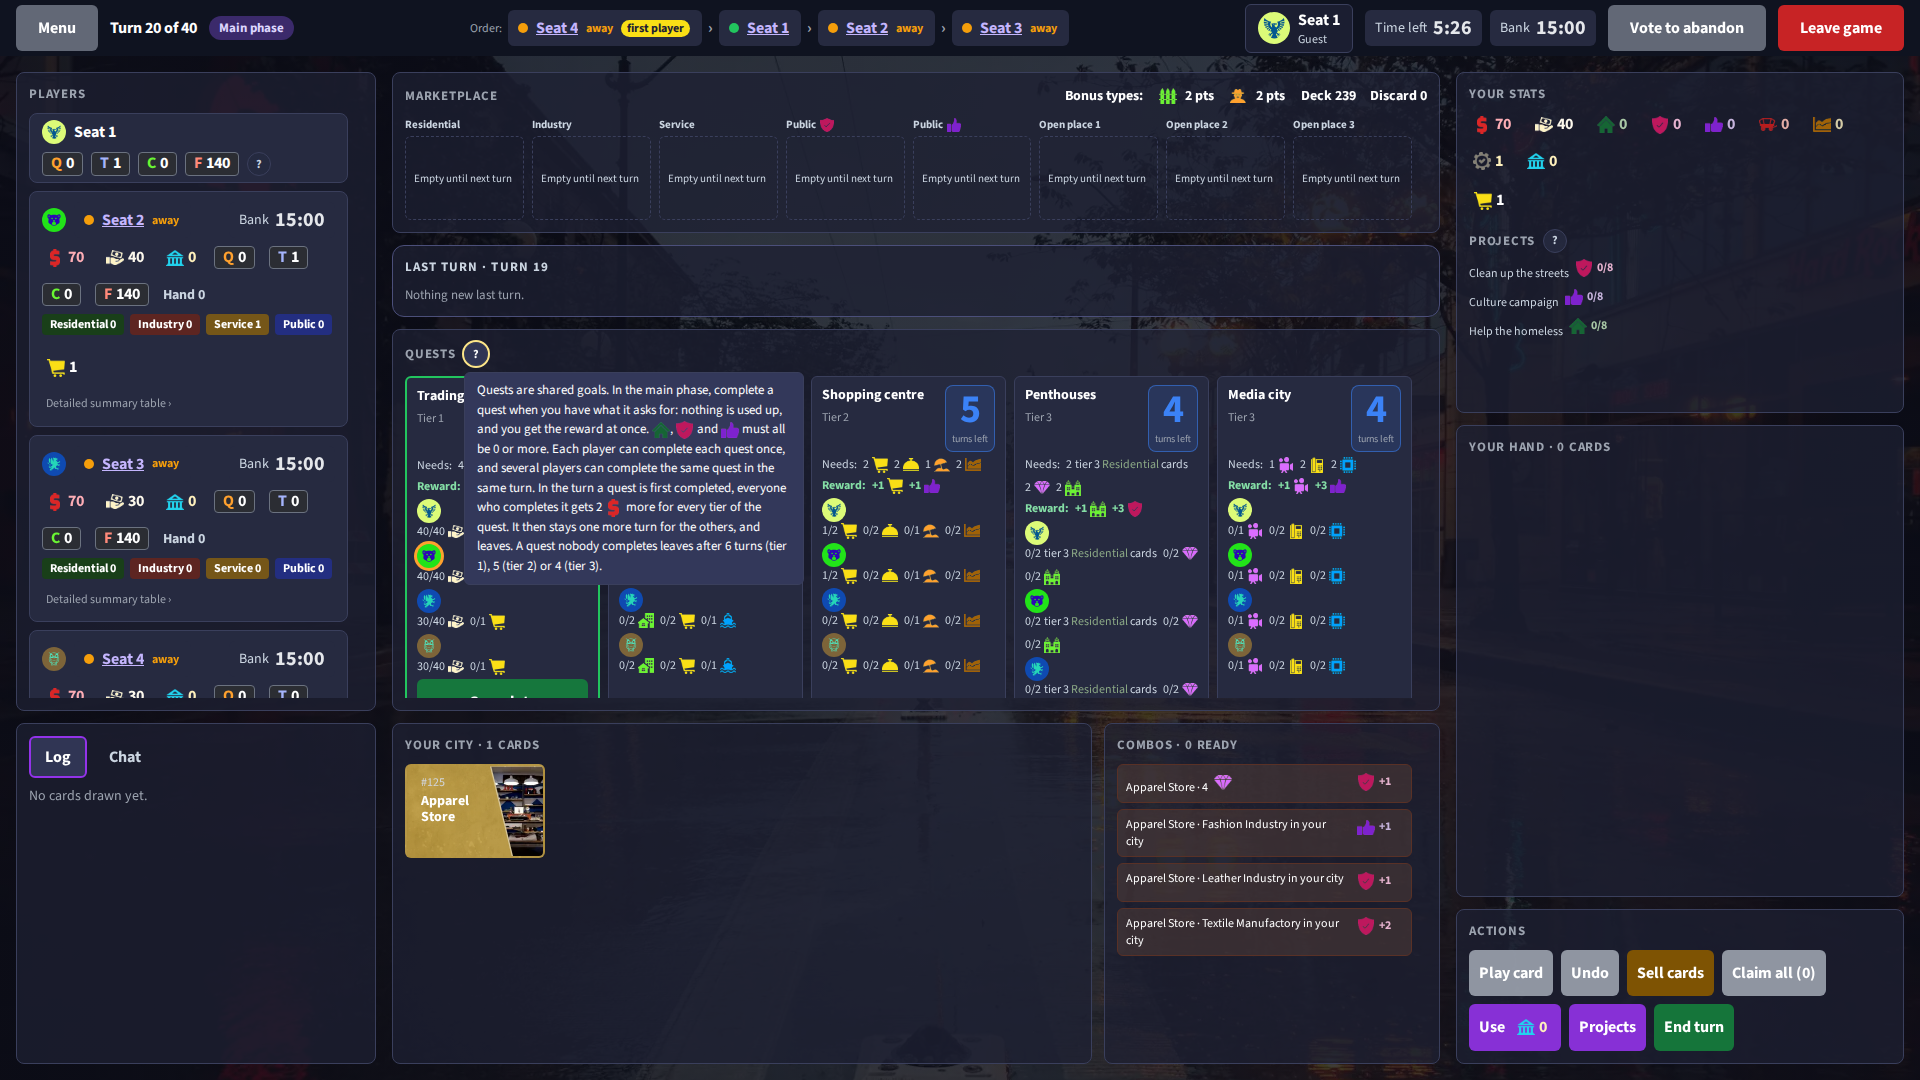 Menu
Turn 20 of 40
Main phase
Order:
Seat 4 away first player
› Seat 1
› Seat 2 away
› Seat 3 away
Seat 1
Guest
Time left 5:26
Bank 15:00
Vote to abandon
Leave game
PLAYERS
Seat 1
Q 0 T 1 C 0 F 140 ?
Seat 2 away Bank 15:00
70 40 0 Q 0 T 1
C 0 F 140 Hand 0
Residential 0 Industry 0 Service 1 Public 0
1
Detailed summary table ›
Seat 3 away Bank 15:00
70 30 0 Q 0 T 0
C 0 F 140 Hand 0
Residential 0 Industry 0 Service 0 Public 0
Detailed summary table ›
Seat 4 away Bank 15:00
70 30 0 Q 0 T 0
Log
Chat
No cards drawn yet.
MARKETPLACE
Bonus types: 2 pts 2 pts Deck 239 Discard 0
Residential Industry Service Public Public Open place 1 Open place 2 Open place 3
Empty until next turn Empty until next turn Empty until next turn Empty until next turn Empty until next turn Empty until next turn Empty until next turn Empty until next turn
LAST TURN · TURN 19
Nothing new last turn.
QUESTS ?
Trading
Tier 1
Needs: 4
Reward:
40/40
40/40
30/40 0/1
30/40 0/1
Quests are shared goals. In the main phase, complete a
quest when you have what it asks for: nothing is used up,
and you get the reward at once. , and must all
be 0 or more. Each player can complete each quest once,
and several players can complete the same quest in the
same turn. In the turn a quest is first completed, everyone
who completes it gets 2 more for every tier of the
quest. It then stays one more turn for the others, and
leaves. A quest nobody completes leaves after 6 turns (tier
1), 5 (tier 2) or 4 (tier 3).
0/2 0/2 0/1
0/2 0/2 0/1
Shopping centre
Tier 2
5
turns left
Needs: 2 2 1 2
Reward: +1 +1
1/2 0/2 0/1 0/2
1/2 0/2 0/1 0/2
0/2 0/2 0/1 0/2
0/2 0/2 0/1 0/2
Penthouses
Tier 3
4
turns left
Needs: 2 tier 3 Residential cards
2 2
Reward: +1 +3
0/2 tier 3 Residential cards 0/2
0/2
0/2 tier 3 Residential cards 0/2
0/2
0/2 tier 3 Residential cards 0/2
Media city
Tier 3
4
turns left
Needs: 1 2 2
Reward: +1 +3
0/1 0/2 0/2
0/1 0/2 0/2
0/1 0/2 0/2
0/1 0/2 0/2
YOUR CITY · 1 CARDS
#125
Apparel
Store
COMBOS · 0 READY
Apparel Store · 4 +1
Apparel Store · Fashion Industry in your +1
city
Apparel Store · Leather Industry in your city +1
Apparel Store · Textile Manufactory in your +2
city
YOUR STATS
70 40 0 0 0 0 0
1 0
1
PROJECTS ?
Clean up the streets 0/8
Culture campaign 0/8
Help the homeless 0/8
YOUR HAND · 0 CARDS
ACTIONS
Play card
Undo
Sell cards
Claim all (0)
Use 0
Projects
End turn